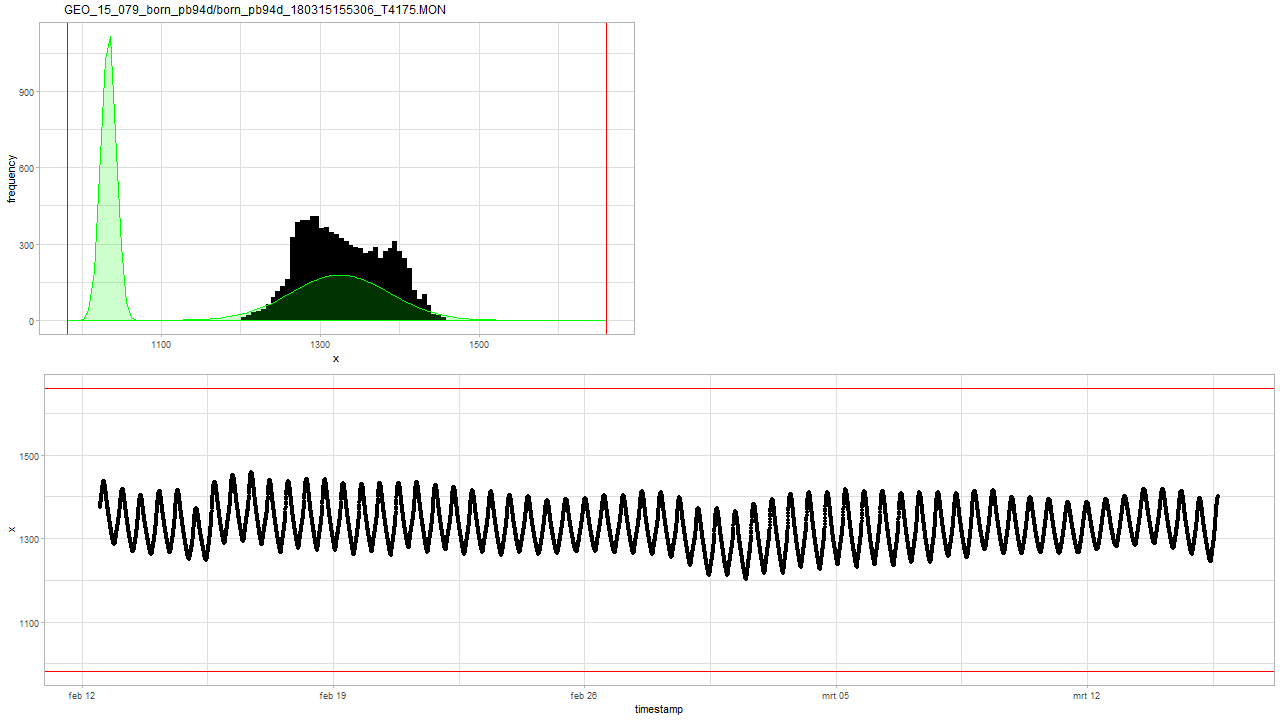 GEO_15_079_born_pb94d/born_pb94d_180315155306_T4175.MON
frequency
900
600
300
0
1100 1300 1500
x
x
1500
1300
1100
feb 12 feb 19 feb 26 mrt 05 mrt 12
timestamp